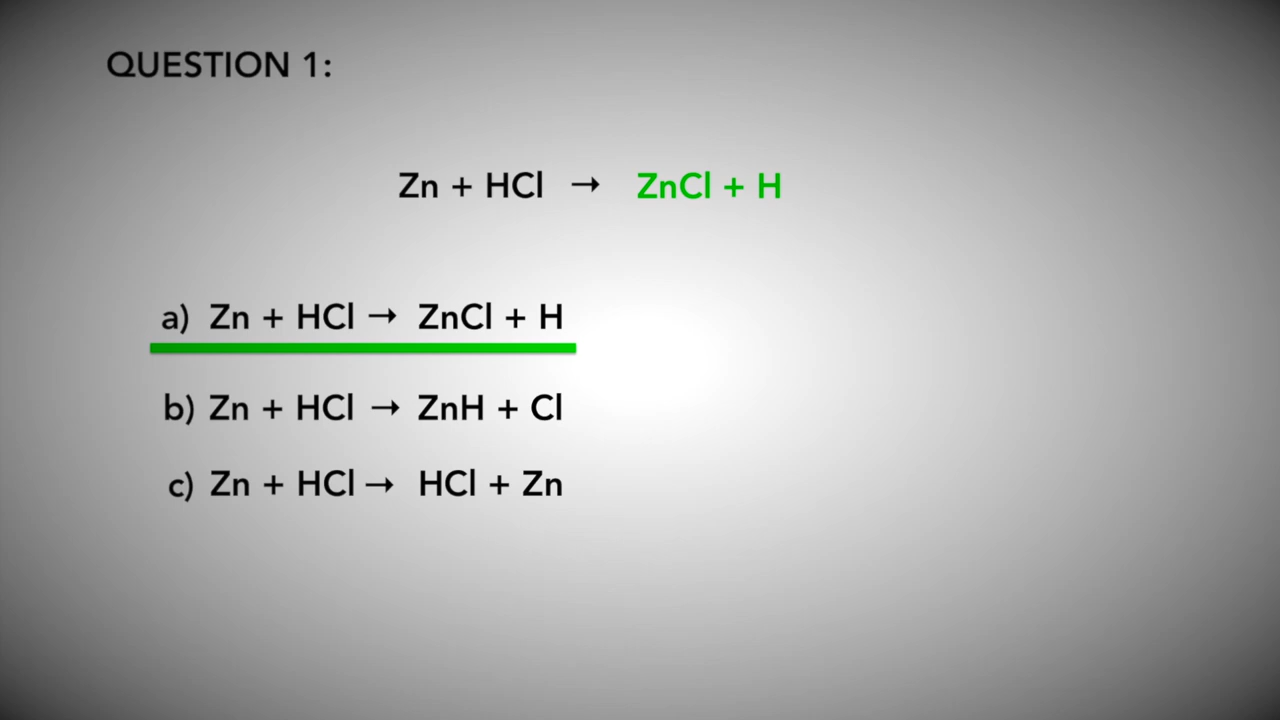 QUESTION 1:
Zn + HCl → ZnCl + H
a) Zn + HCl → ZnCl + H
b) Zn + HCl → ZnH + Cl
c) Zn + HCl → HCl + Zn